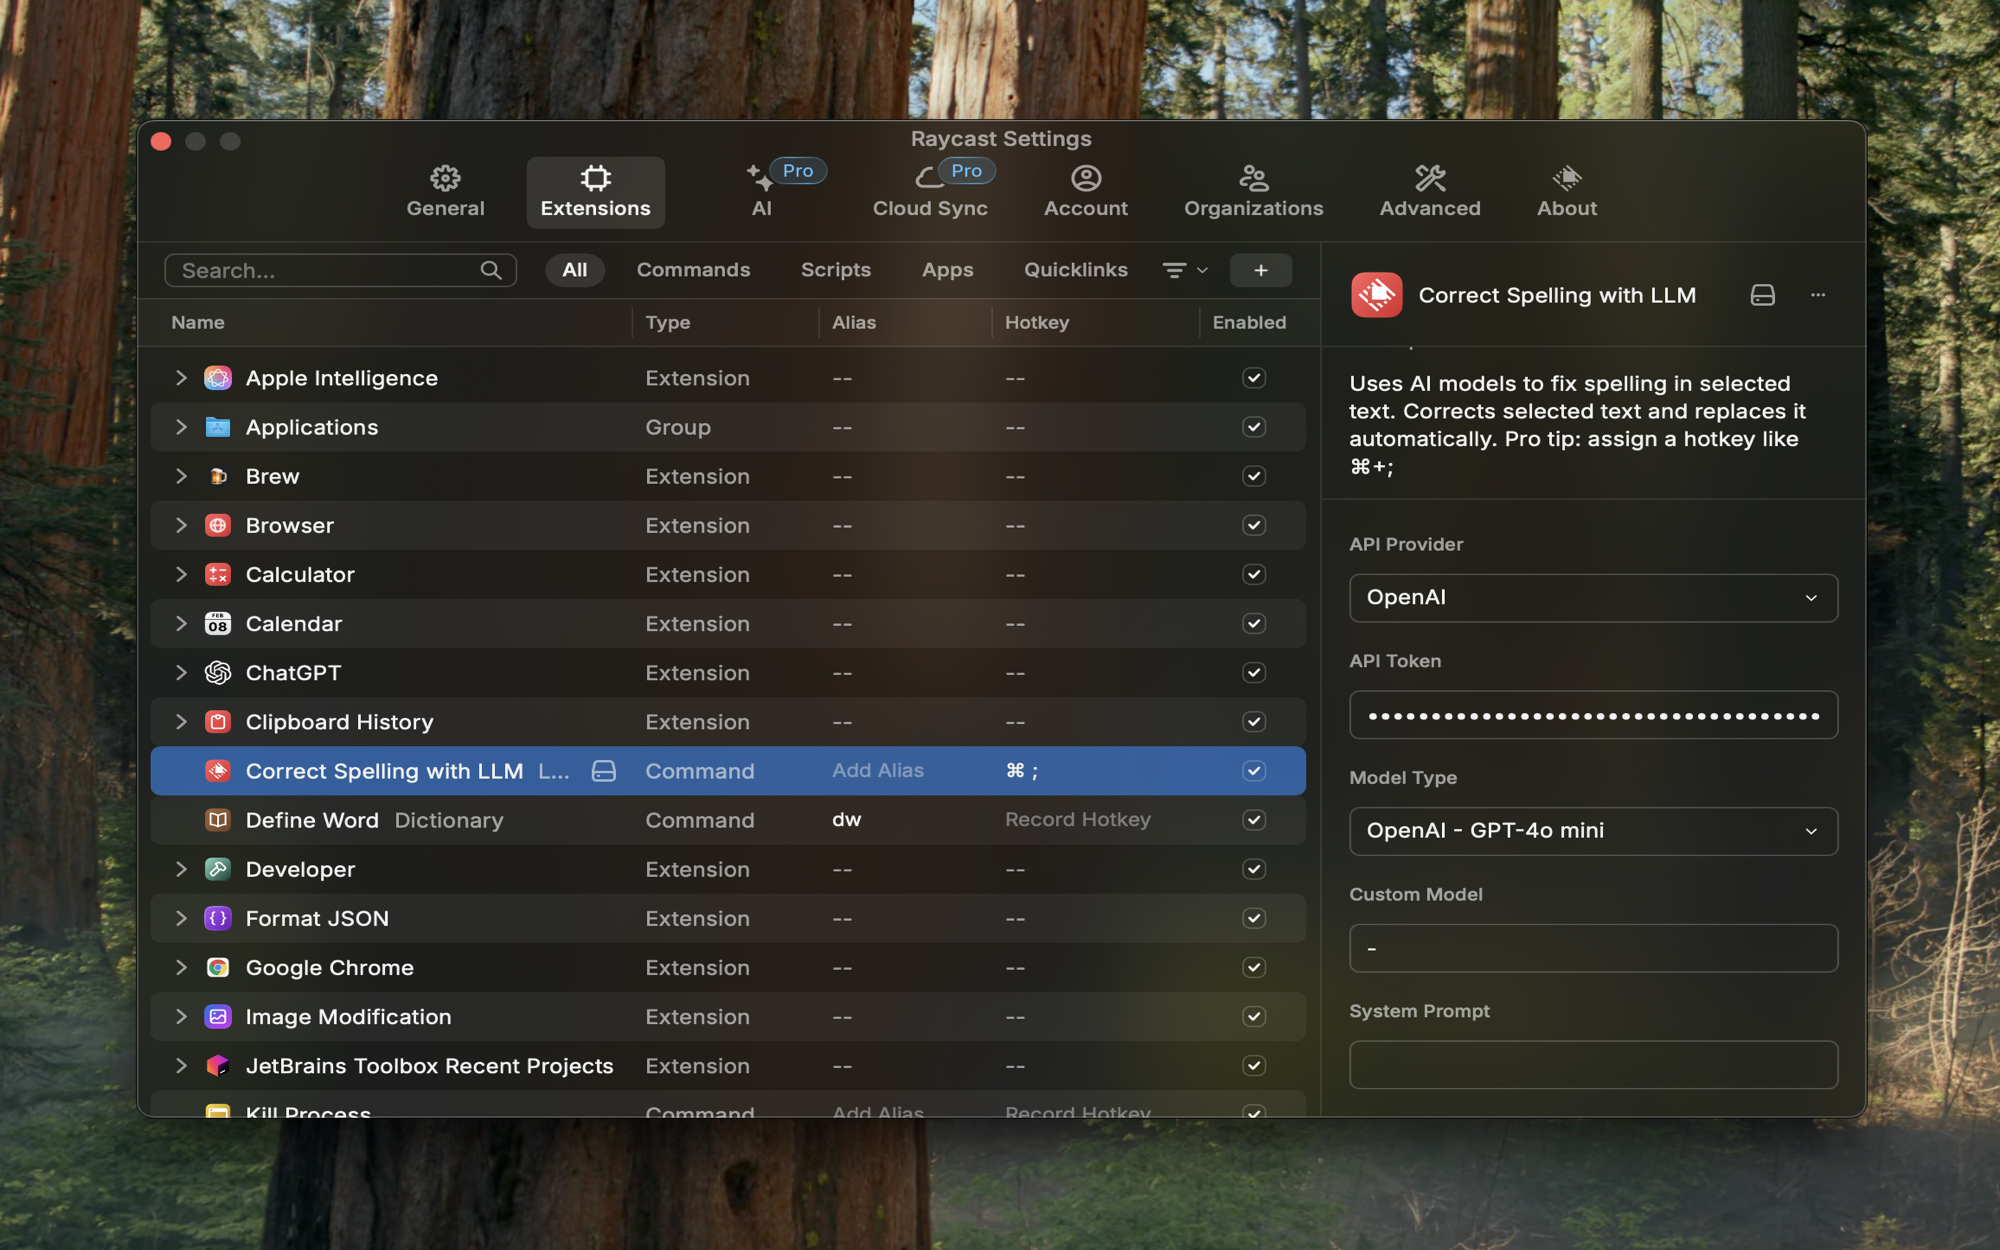 Raycast Settings
General
Extensions
Pro
AI
Pro
Cloud Sync
Account
Organizations
Advanced
About
Search...
All
Commands
Scripts
Apps
Quicklinks
+
Name Type Alias Hotkey Enabled
Apple Intelligence Extension -- --
Applications Group -- --
Brew Extension -- --
Browser Extension -- --
Calculator Extension -- --
FEB
08
Calendar Extension -- --
ChatGPT Extension -- --
Clipboard History Extension -- --
Correct Spelling with LLM L... Command Add Alias ⌘ ;
Define Word Dictionary Command dw Record Hotkey
Developer Extension -- --
Format JSON Extension -- --
Google Chrome Extension -- --
Image Modification Extension -- --
JetBrains Toolbox Recent Projects Extension -- --
Kill Process Command Add Alias Record Hotkey
Correct Spelling with LLM
...
Uses AI models to fix spelling in selected
text. Corrects selected text and replaces it
automatically. Pro tip: assign a hotkey like
⌘+;
API Provider
OpenAI
API Token
••••••••••••••••••••••••••••••••••••
Model Type
OpenAI - GPT-4o mini
Custom Model
-
System Prompt